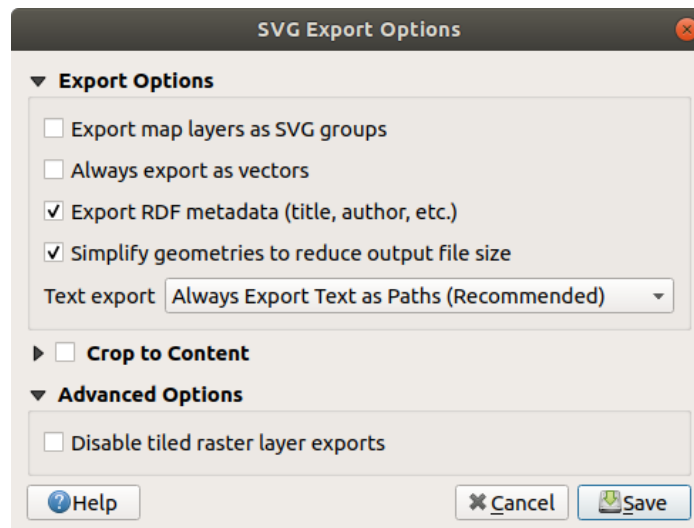 SVG Export Options
Export Options
Export map layers as SVG groups
Always export as vectors
Export RDF metadata (title, author, etc.)
Simplify geometries to reduce output file size
Text export Always Export Text as Paths (Recommended)
Crop to Content
Advanced Options
Disable tiled raster layer exports
Help Cancel Save